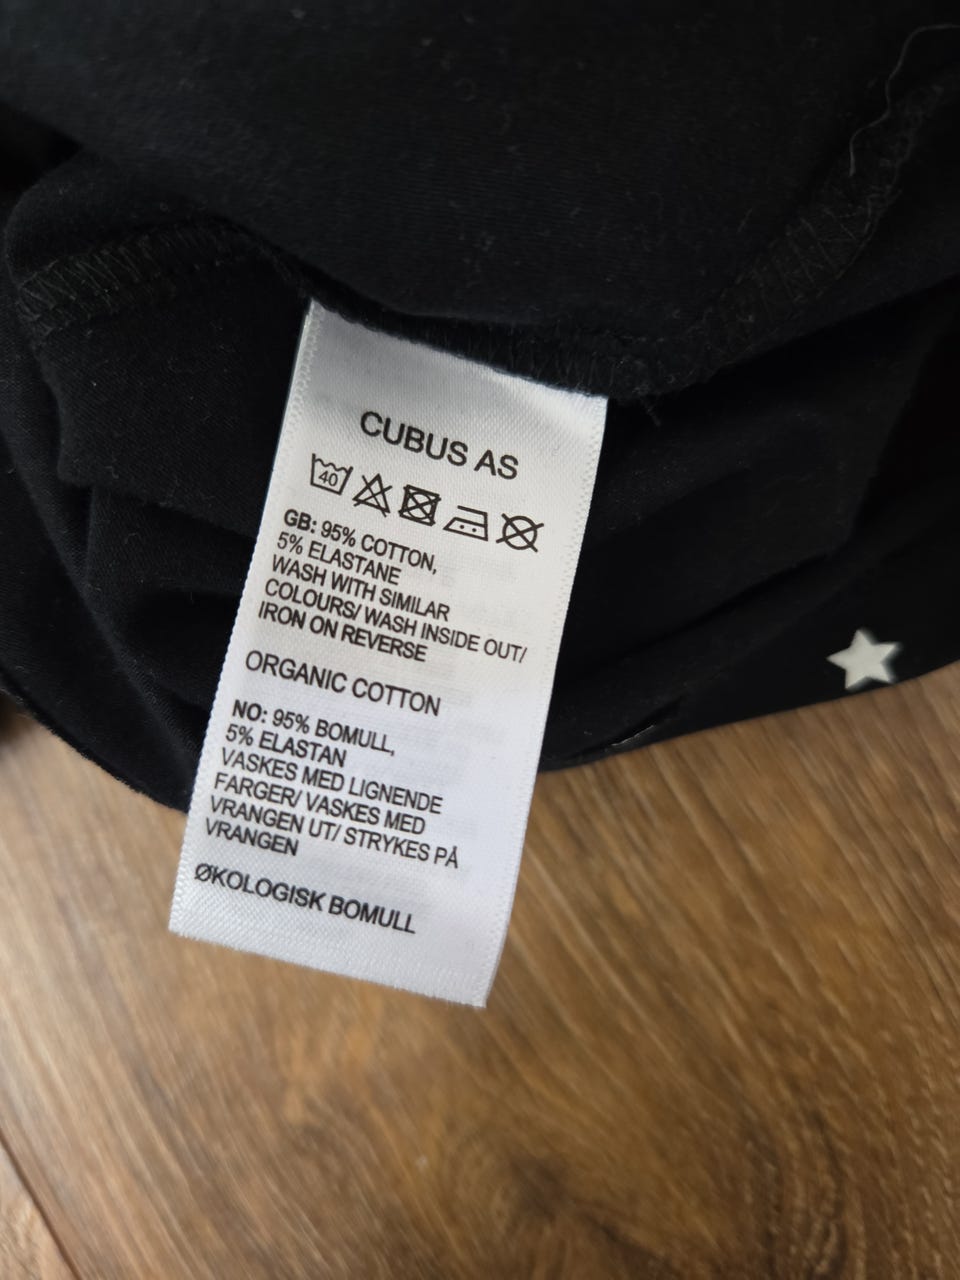 CUBUS AS
40
GB: 95% COTTON,
5% ELASTANE
WASH WITH SIMILAR
COLOURS/ WASH INSIDE OUT/
IRON ON REVERSE
ORGANIC COTTON
NO: 95% BOMULL,
5% ELASTAN
VASKES MED LIGNENDE
FARGER/ VASKES MED
VRANGEN UT/ STRYKES PÅ
VRANGEN
ØKOLOGISK BOMULL